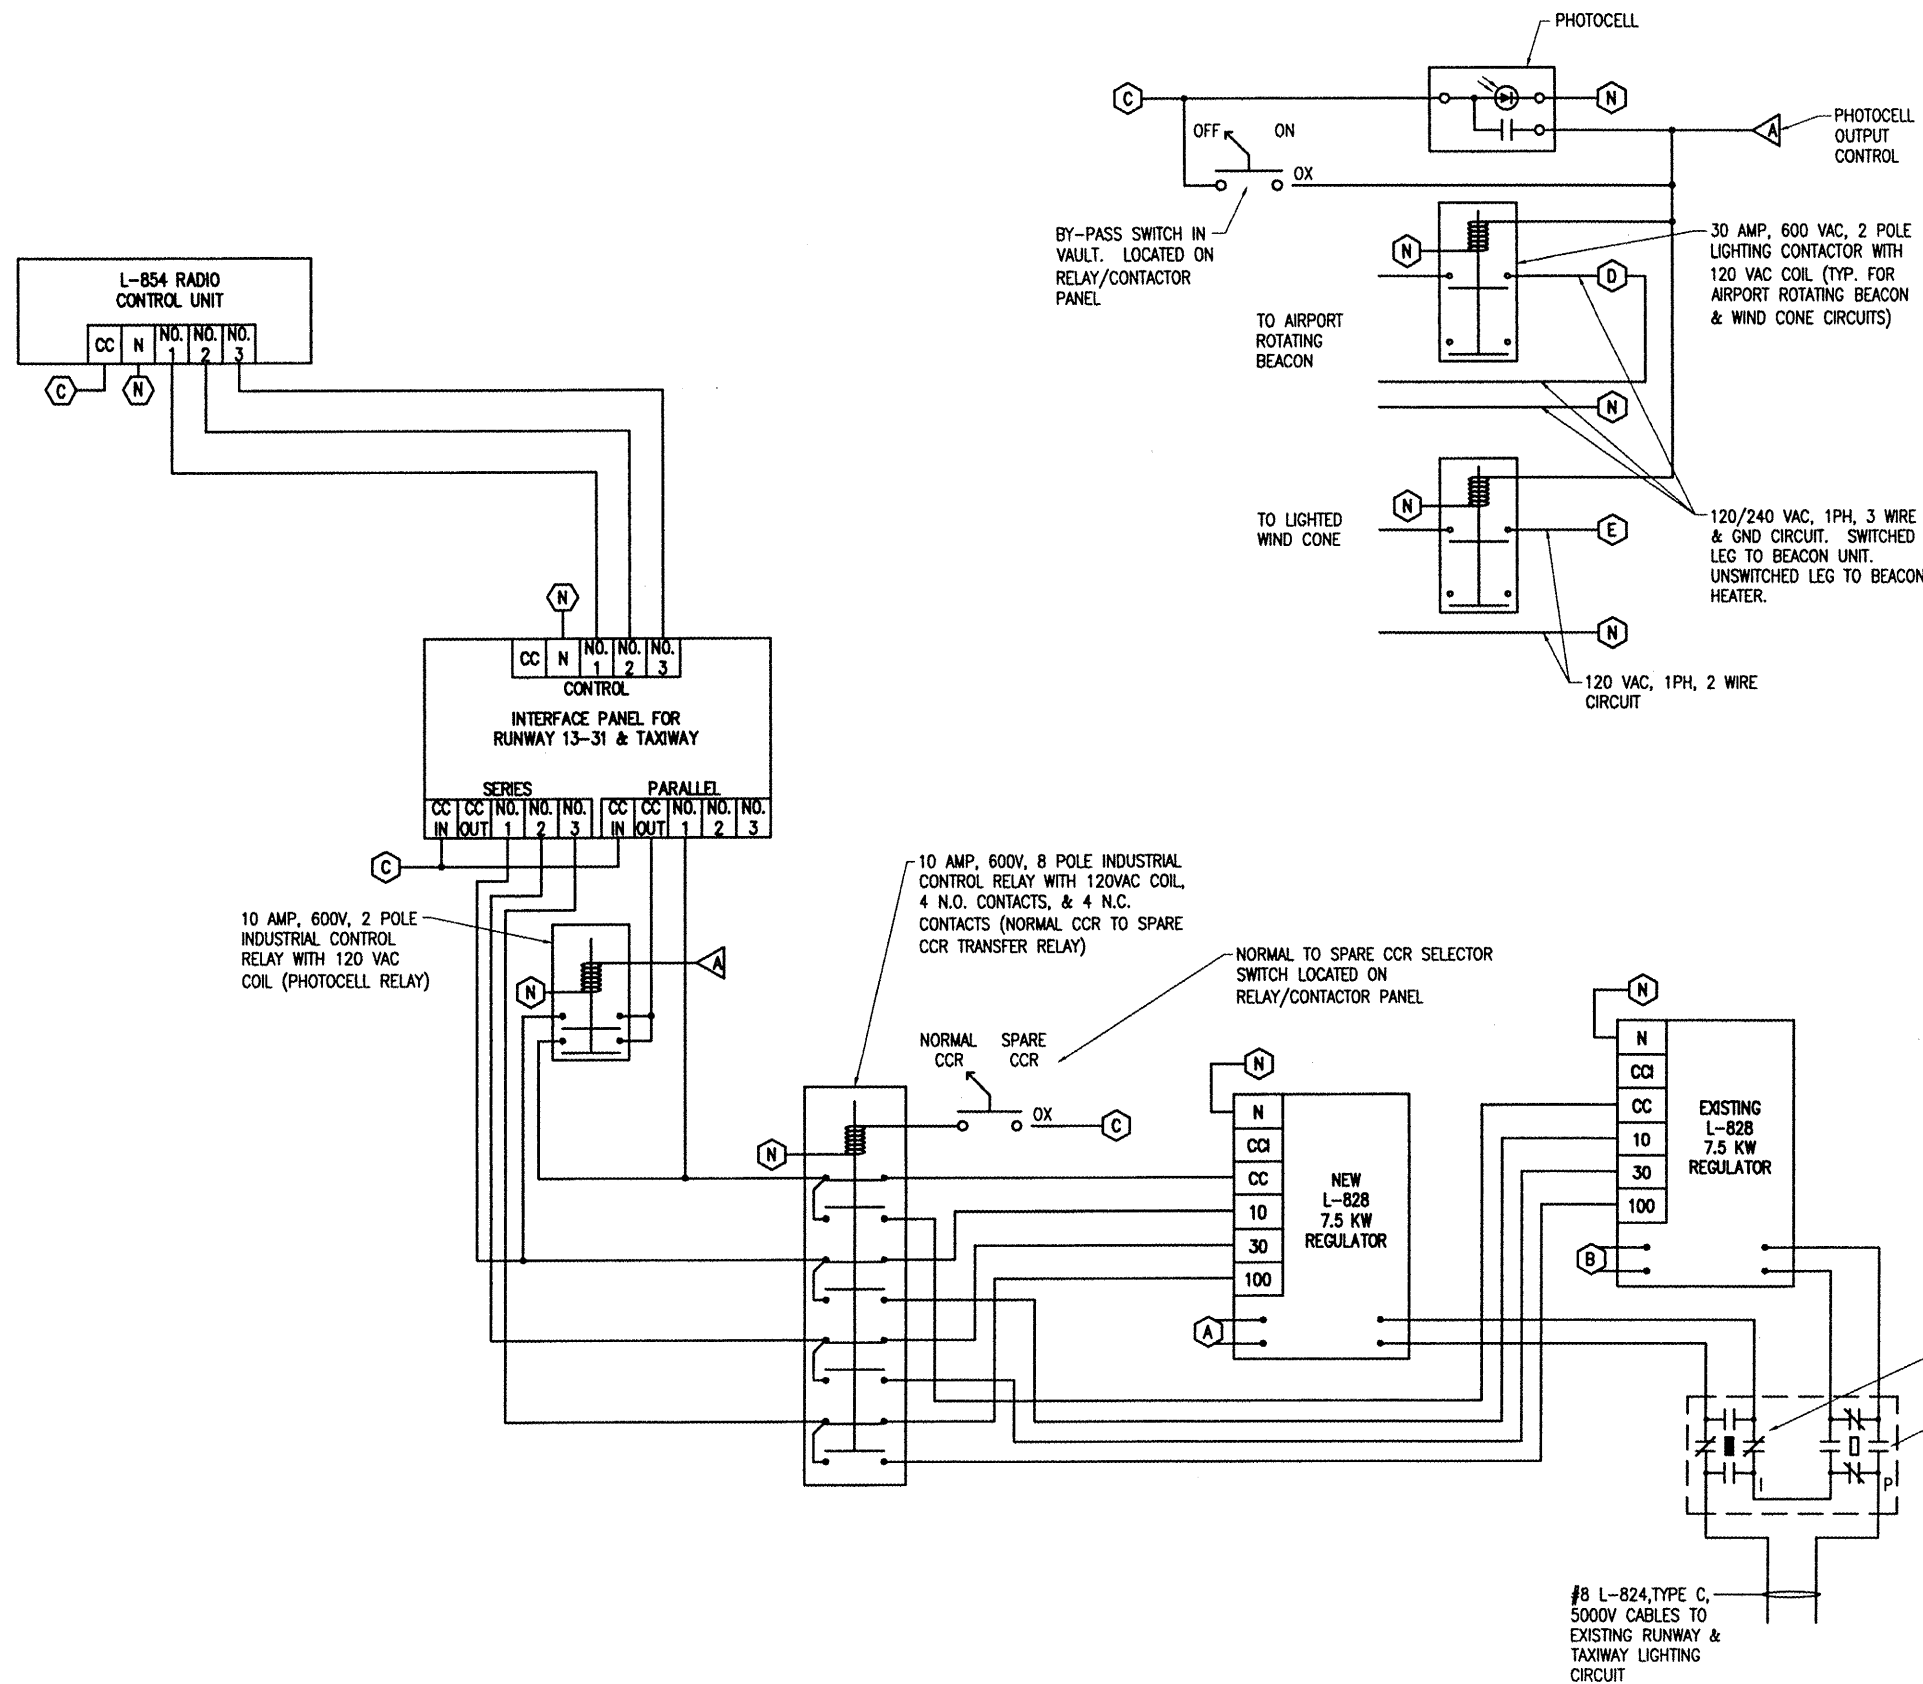 PHOTOCELL
C
N
OFF
ON
OX
A
PHOTOCELL
OUTPUT
CONTROL
BY-PASS SWITCH IN
VAULT. LOCATED ON
RELAY/CONTACTOR
PANEL
N
D
30 AMP, 600 VAC, 2 POLE
LIGHTING CONTACTOR WITH
120 VAC COIL (TYP. FOR
AIRPORT ROTATING BEACON
& WIND CONE CIRCUITS)
TO AIRPORT
ROTATING
BEACON
N
N
E
TO LIGHTED
WIND CONE
120/240 VAC, 1PH, 3 WIRE
& GND CIRCUIT. SWITCHED
LEG TO BEACON UNIT.
UNSWITCHED LEG TO BEACON
HEATER.
N
120 VAC, 1PH, 2 WIRE
CIRCUIT
L-854 RADIO
CONTROL UNIT
CC N NO. 1 NO. 2 NO. 3
C
N
N
CC N NO. 1 NO. 2 NO. 3
CONTROL
INTERFACE PANEL FOR
RUNWAY 13-31 & TAXIWAY
SERIES
PARALLEL
CC IN CC OUT NO. 1 NO. 2 NO. 3
CC IN CC OUT NO. 1 NO. 2 NO. 3
C
10 AMP, 600V, 2 POLE
INDUSTRIAL CONTROL
RELAY WITH 120 VAC
COIL (PHOTOCELL RELAY)
N
A
10 AMP, 600V, 8 POLE INDUSTRIAL
CONTROL RELAY WITH 120VAC COIL,
4 N.O. CONTACTS, & 4 N.C.
CONTACTS (NORMAL CCR TO SPARE
CCR TRANSFER RELAY)
NORMAL TO SPARE CCR SELECTOR
SWITCH LOCATED ON
RELAY/CONTACTOR PANEL
NORMAL
CCR
SPARE
CCR
OX
C
N
N
N
CCI
CC
10
30
100
NEW
L-828
7.5 KW
REGULATOR
A
N
N
CCI
CC
10
30
100
EXISTING
L-828
7.5 KW
REGULATOR
B
I
P
#8 L-824,TYPE C,
5000V CABLES TO
EXISTING RUNWAY &
TAXIWAY LIGHTING
CIRCUIT